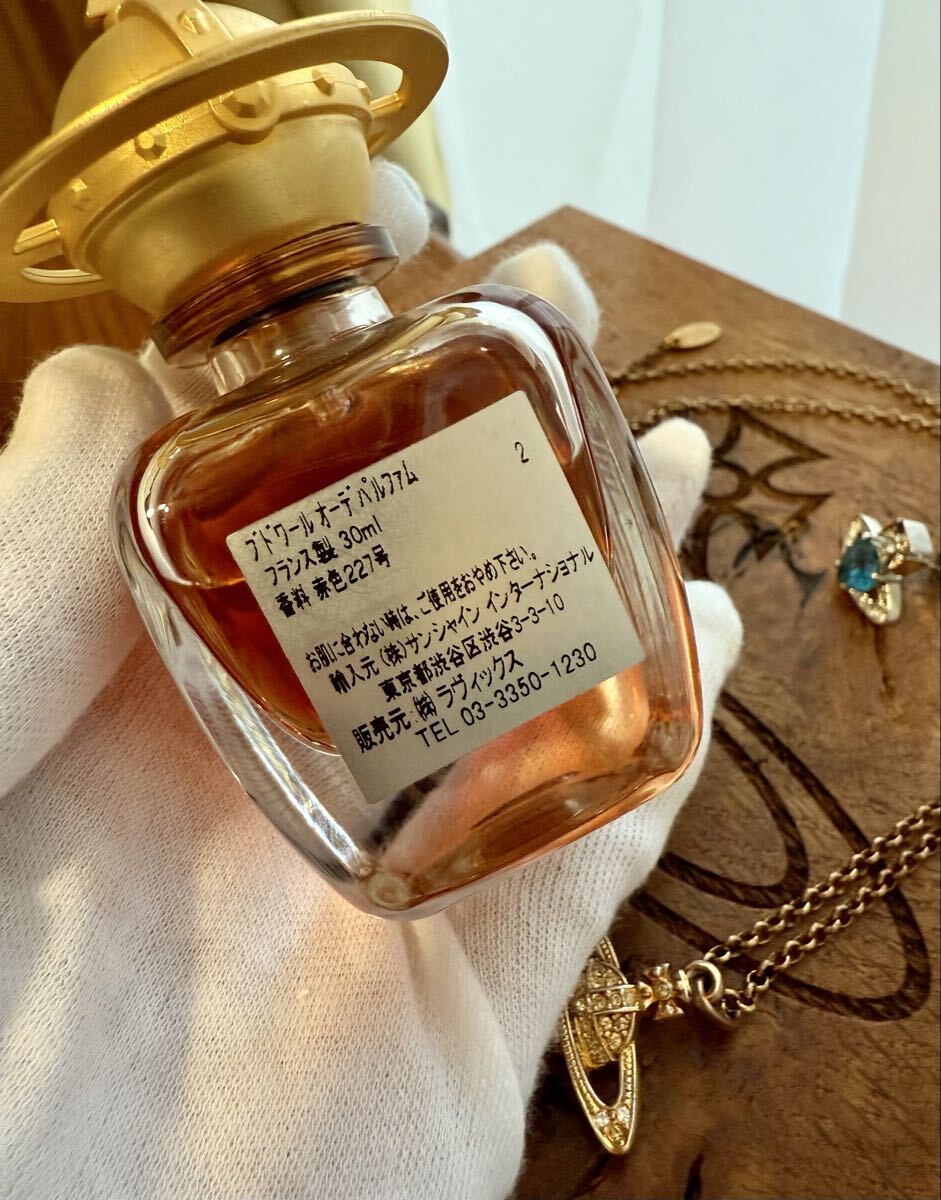 2
ブドワール オーデ パルファム
フランス製 30ml
香料 赤色227号
お肌に合わない時は、ご使用をおやめ下さい。
輸入元 (株)サンシャイン インターナショナル
東京都渋谷区渋谷3-3-10
販売元:(株)ラヴィックス
TEL 03-3350-1230